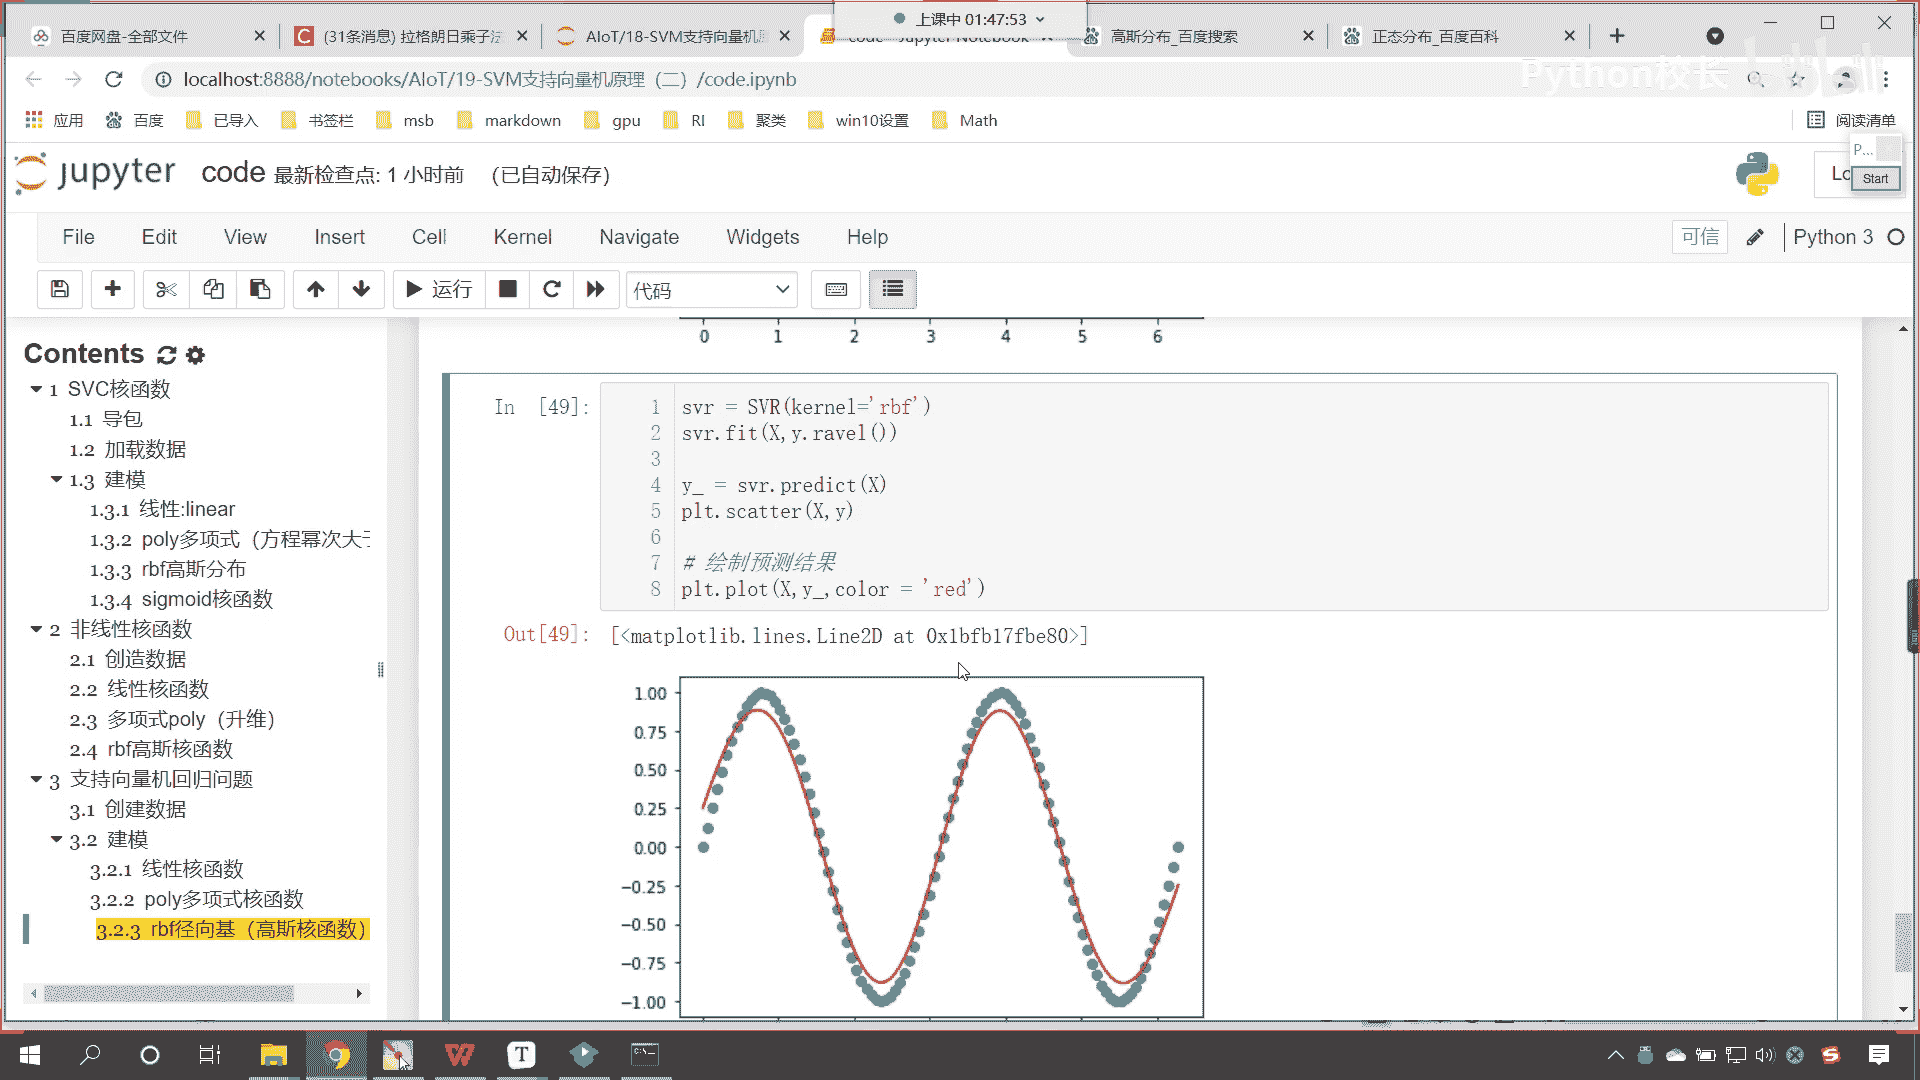 上课中 01:47:53
百度网盘-全部文件
(31条消息) 拉格朗日乘子法
AIoT/18-SVM支持向量机原
code - Jupyter Notebook
高斯分布_百度搜索
正态分布_百度百科
localhost:8888/notebooks/AIoT/19-SVM支持向量机原理（二）/code.ipynb
Python校长
应用
百度
已导入
书签栏
msb
markdown
gpu
RI
聚类
win10设置
Math
阅读清单
P...
Start
jupyter
code 最新检查点: 1 小时前 (已自动保存)
File
Edit
View
Insert
Cell
Kernel
Navigate
Widgets
Help
可信
Python 3
运行
代码
Contents
1 SVC核函数
1.1 导包
1.2 加载数据
1.3 建模
1.3.1 线性:linear
1.3.2 poly多项式（方程幂次大于
1.3.3 rbf高斯分布
1.3.4 sigmoid核函数
2 非线性核函数
2.1 创造数据
2.2 线性核函数
2.3 多项式poly（升维）
2.4 rbf高斯核函数
3 支持向量机回归问题
3.1 创建数据
3.2 建模
3.2.1 线性核函数
3.2.2 poly多项式核函数
3.2.3 rbf径向基（高斯核函数）
0 1 2 3 4 5 6
In [49]:
1 svr = SVR(kernel='rbf')
2 svr.fit(X,y.ravel())
3
4 y_ = svr.predict(X)
5 plt.scatter(X,y)
6
7 # 绘制预测结果
8 plt.plot(X,y_,color = 'red')
Out[49]: [<matplotlib.lines.Line2D at 0x1bfb17fbe80>]
1.00
0.75
0.50
0.25
0.00
−0.25
−0.50
−0.75
−1.00